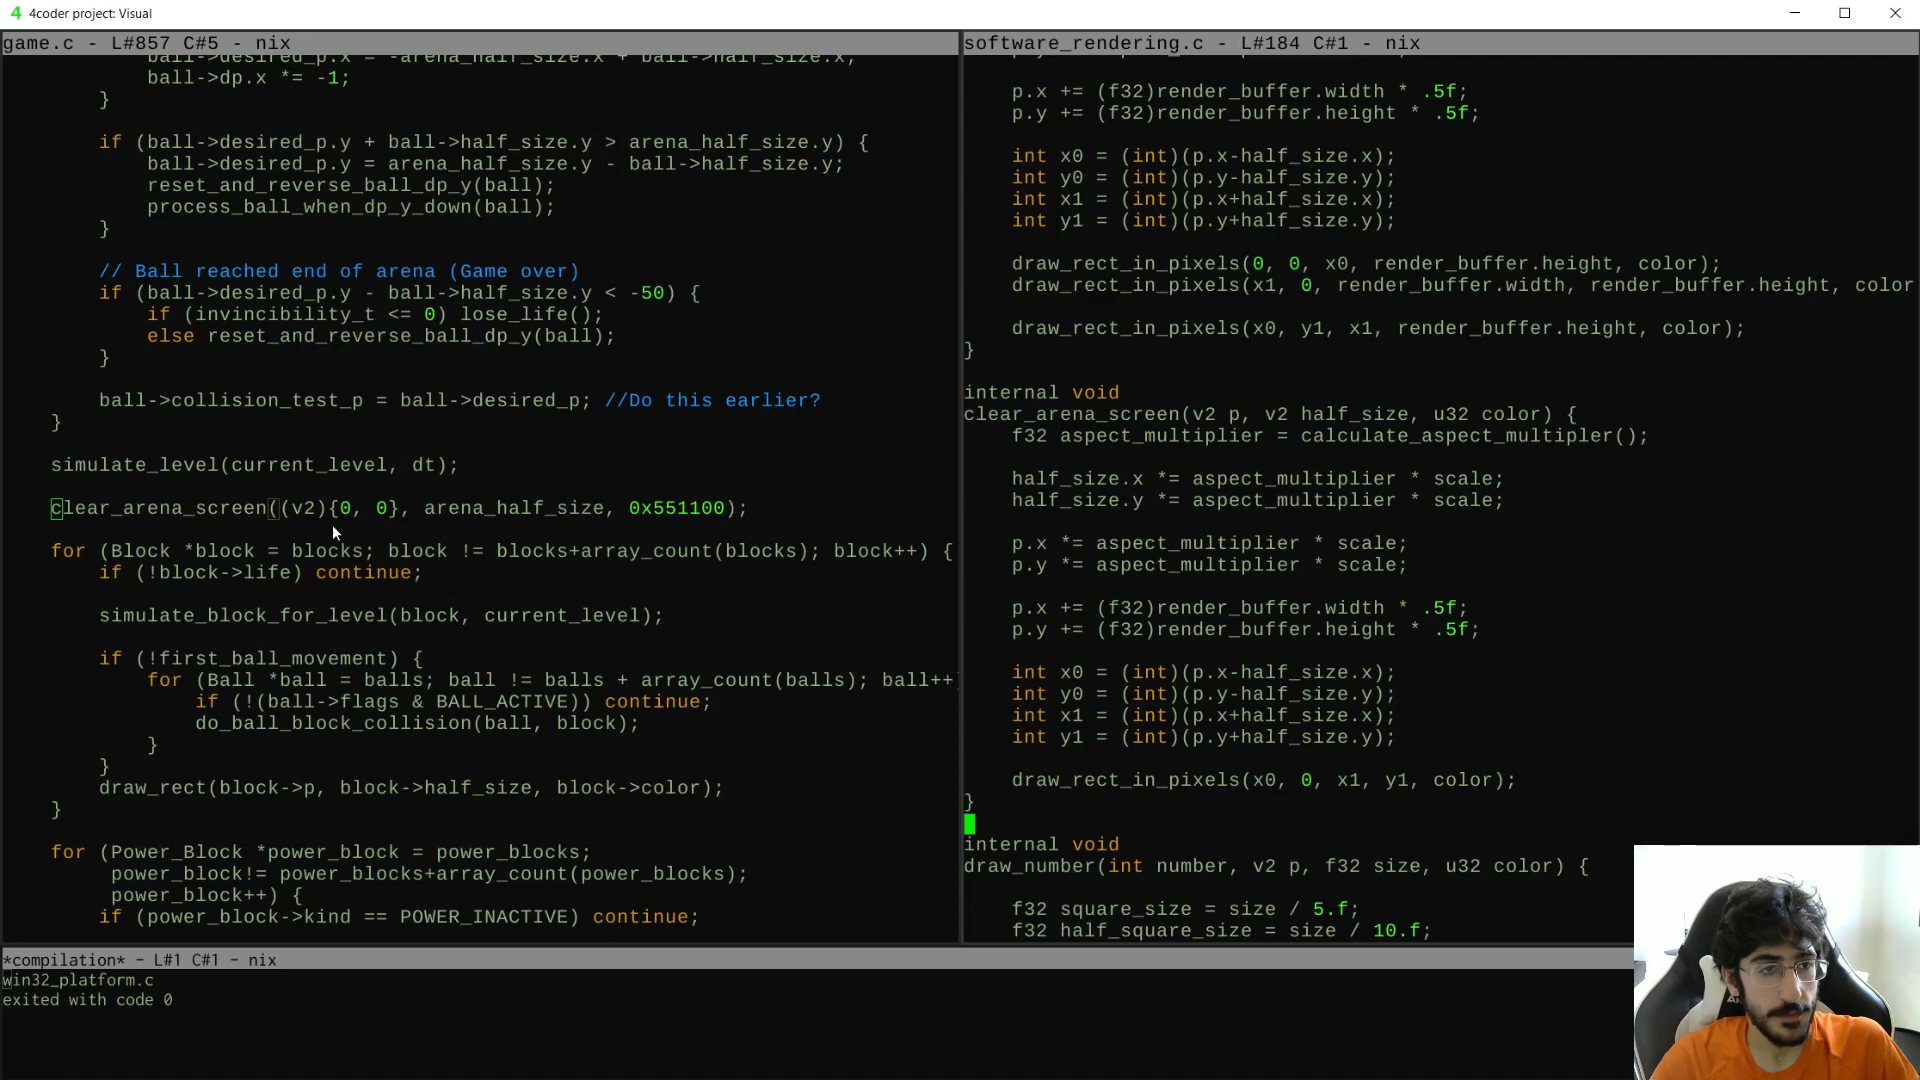 4coder project: Visual
game.c - L#857 C#5 - nix
ball->desired_p.x = -arena_half_size.x + ball->half_size.x;
ball->dp.x *= -1;
}
if (ball->desired_p.y + ball->half_size.y > arena_half_size.y) {
ball->desired_p.y = arena_half_size.y - ball->half_size.y;
reset_and_reverse_ball_dp_y(ball);
process_ball_when_dp_y_down(ball);
}
// Ball reached end of arena (Game over)
if (ball->desired_p.y - ball->half_size.y < -50) {
if (invincibility_t <= 0) lose_life();
else reset_and_reverse_ball_dp_y(ball);
}
ball->collision_test_p = ball->desired_p; //Do this earlier?
}
simulate_level(current_level, dt);
clear_arena_screen((v2){0, 0}, arena_half_size, 0x551100);
for (Block *block = blocks; block != blocks+array_count(blocks); block++) {
if (!block->life) continue;
simulate_block_for_level(block, current_level);
if (!first_ball_movement) {
for (Ball *ball = balls; ball != balls + array_count(balls); ball++
if (!(ball->flags & BALL_ACTIVE)) continue;
do_ball_block_collision(ball, block);
}
}
draw_rect(block->p, block->half_size, block->color);
}
for (Power_Block *power_block = power_blocks;
power_block!= power_blocks+array_count(power_blocks);
power_block++) {
if (power_block->kind == POWER_INACTIVE) continue;
software_rendering.c - L#184 C#1 - nix
p.x += (f32)render_buffer.width * .5f;
p.y += (f32)render_buffer.height * .5f;
int x0 = (int)(p.x-half_size.x);
int y0 = (int)(p.y-half_size.y);
int x1 = (int)(p.x+half_size.x);
int y1 = (int)(p.y+half_size.y);
draw_rect_in_pixels(0, 0, x0, render_buffer.height, color);
draw_rect_in_pixels(x1, 0, render_buffer.width, render_buffer.height, color
draw_rect_in_pixels(x0, y1, x1, render_buffer.height, color);
}
internal void
clear_arena_screen(v2 p, v2 half_size, u32 color) {
f32 aspect_multiplier = calculate_aspect_multipler();
half_size.x *= aspect_multiplier * scale;
half_size.y *= aspect_multiplier * scale;
p.x *= aspect_multiplier * scale;
p.y *= aspect_multiplier * scale;
p.x += (f32)render_buffer.width * .5f;
p.y += (f32)render_buffer.height * .5f;
int x0 = (int)(p.x-half_size.x);
int y0 = (int)(p.y-half_size.y);
int x1 = (int)(p.x+half_size.x);
int y1 = (int)(p.y+half_size.y);
draw_rect_in_pixels(x0, 0, x1, y1, color);
}
internal void
draw_number(int number, v2 p, f32 size, u32 color) {
f32 square_size = size / 5.f;
f32 half_square_size = size / 10.f;
*compilation* - L#1 C#1 - nix
win32_platform.c
exited with code 0